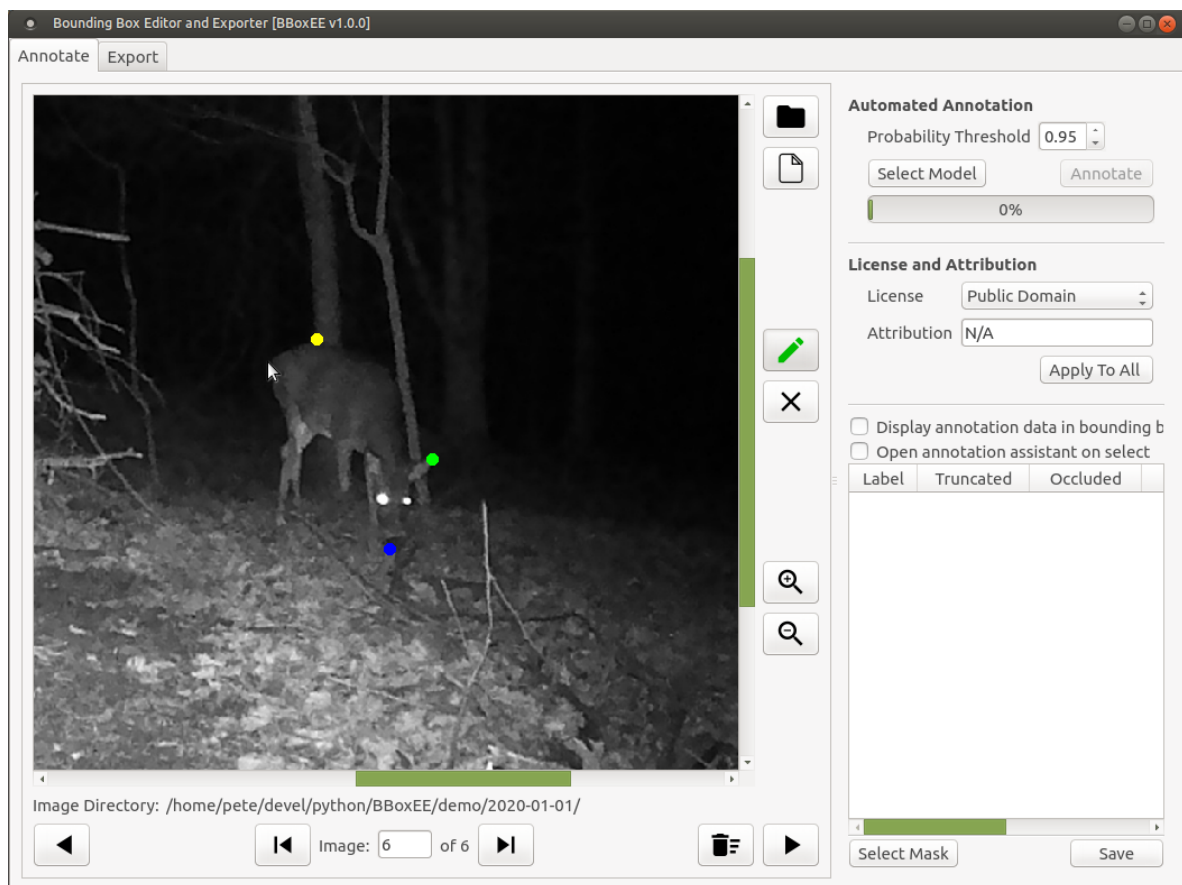 Bounding Box Editor and Exporter [BBoxEE v1.0.0]
Annotate Export
Automated Annotation
Probability Threshold 0.95
Select Model Annotate
0%
License and Attribution
License Public Domain
Attribution N/A
Apply To All
Display annotation data in bounding b
Open annotation assistant on select
Label Truncated Occluded
Image Directory: /home/pete/devel/python/BBoxEE/demo/2020-01-01/
Image: 6 of 6
Select Mask Save